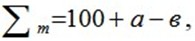 ∑ₘ=100 + а – в ,